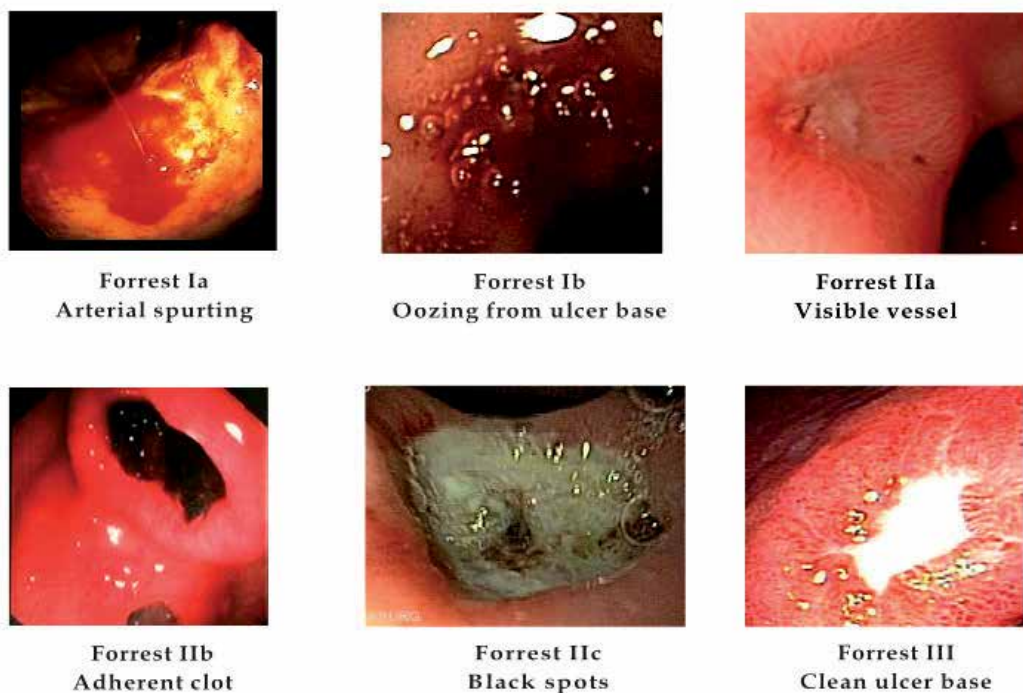 Forrest Ia
Arterial spurting
Forrest Ib
Oozing from ulcer base
Forrest IIa
Visible vessel
Forrest IIb
Adherent clot
Forrest IIc
Black spots
Forrest III
Clean ulcer base